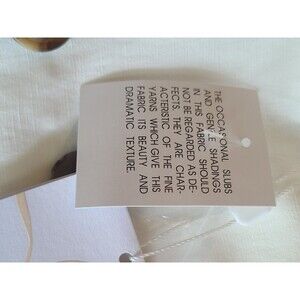 THE OCCASIONAL SLUBS
AND GENTLE SHADINGS
IN THIS FABRIC SHOULD
NOT BE REGARDED AS DE-
FECTS. THEY ARE CHAR-
ACTERISTIC OF THE FINE
YARNS WHICH GIVE THIS
FABRIC ITS BEAUTY AND
DRAMATIC TEXTURE.